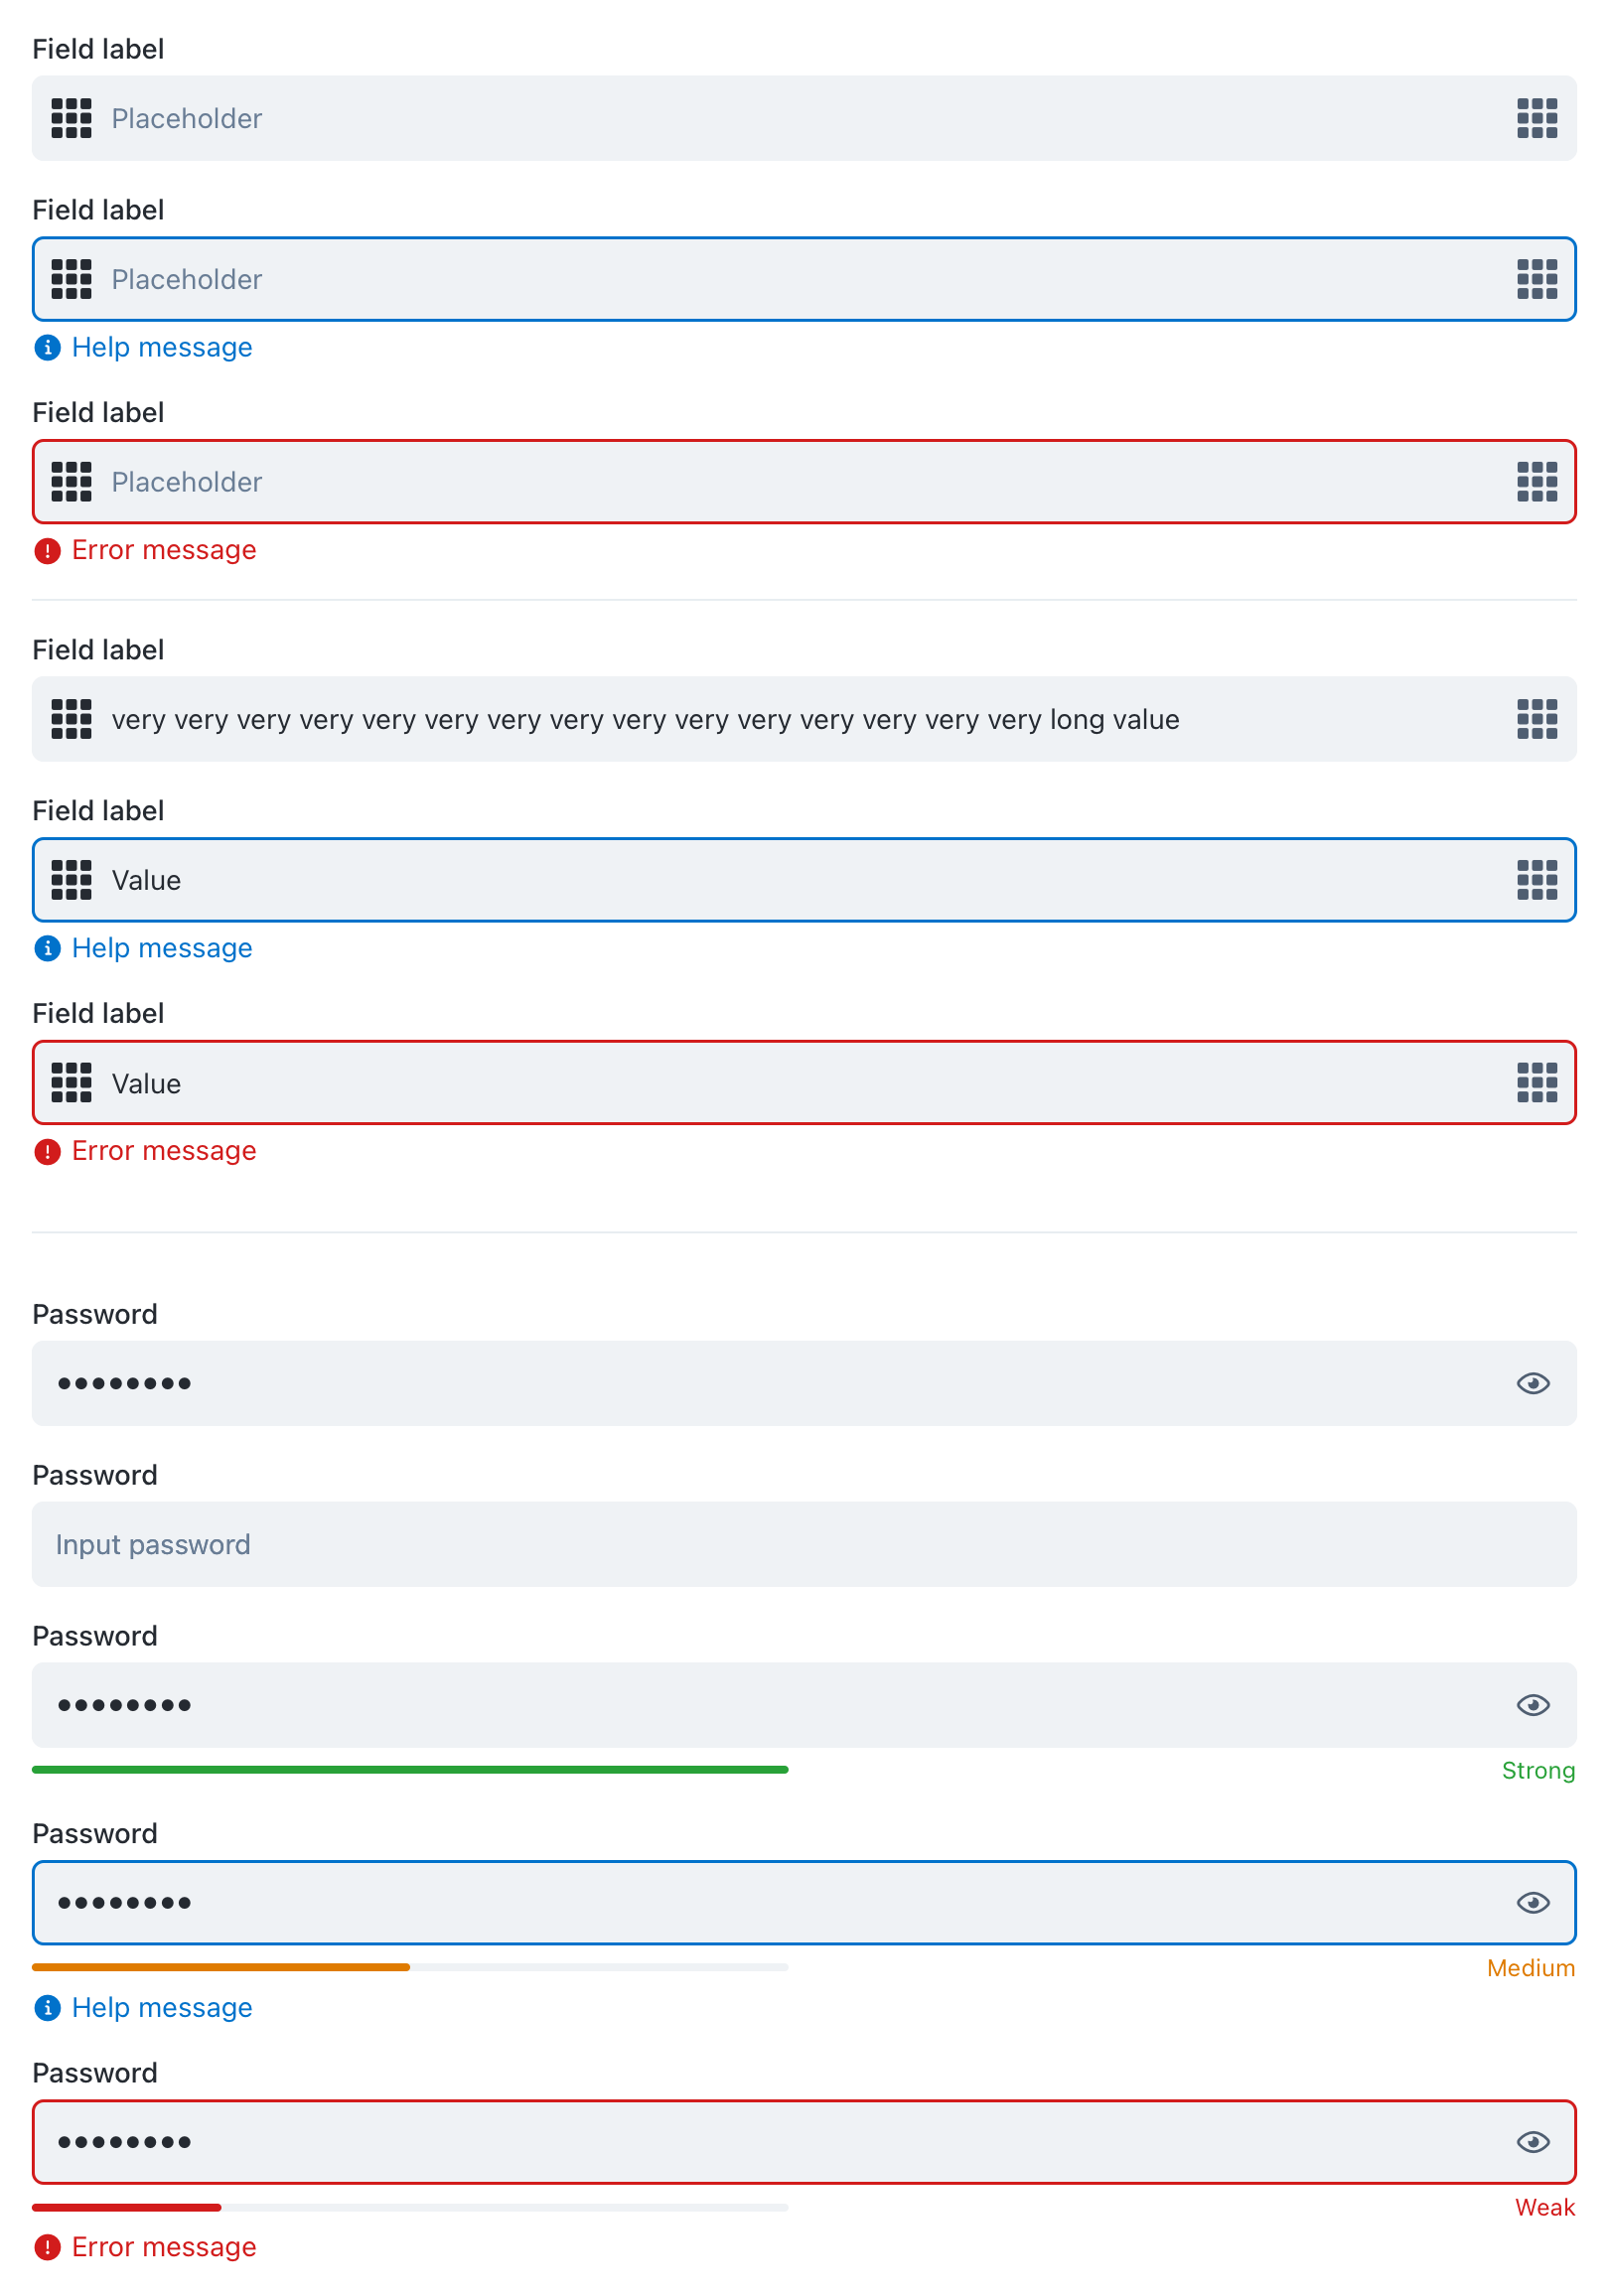 Field label
Placeholder
Field label
Placeholder
Help message
Field label
Placeholder
Error message
Field label
very very very very very very very very very very very very very very very long value
Field label
Value
Help message
Field label
Value
Error message
Password
••••••••
Password
Input password
Password
••••••••
Strong
Password
••••••••
Medium
Help message
Password
••••••••
Weak
Error message